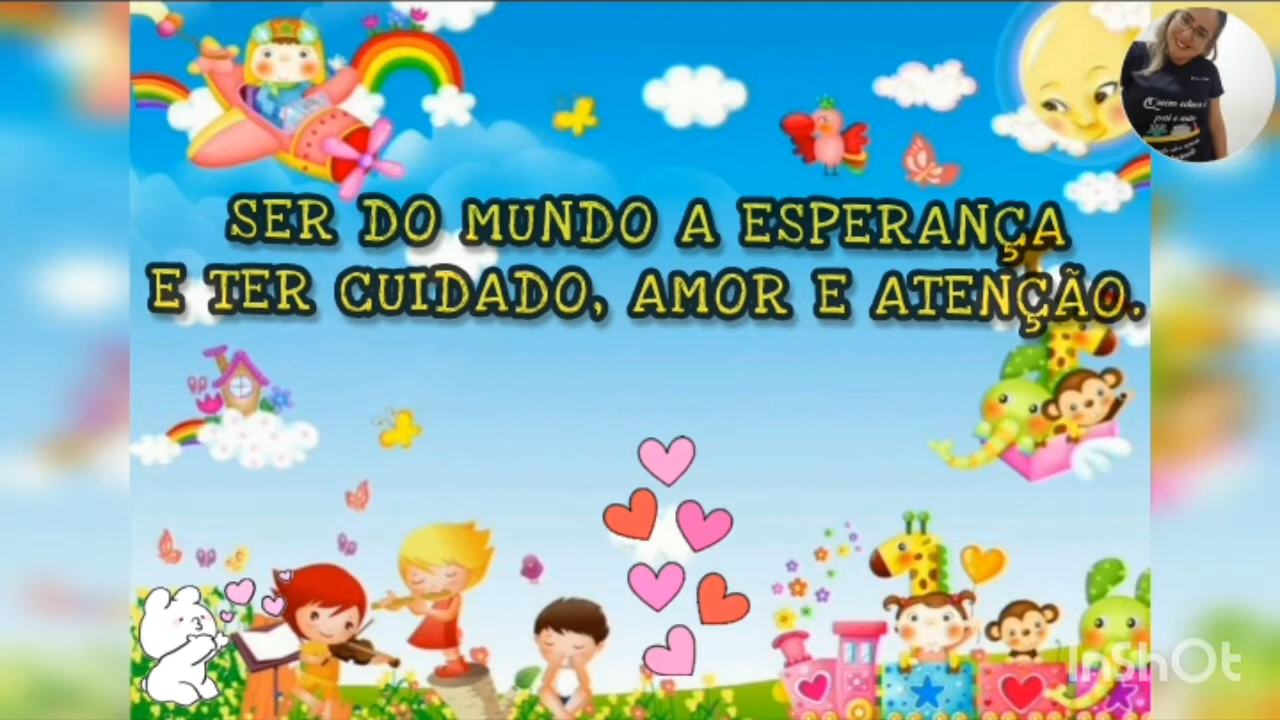 SER DO MUNDO A ESPERANÇA
E TER CUIDADO, AMOR E ATENÇÃO.
InShOt